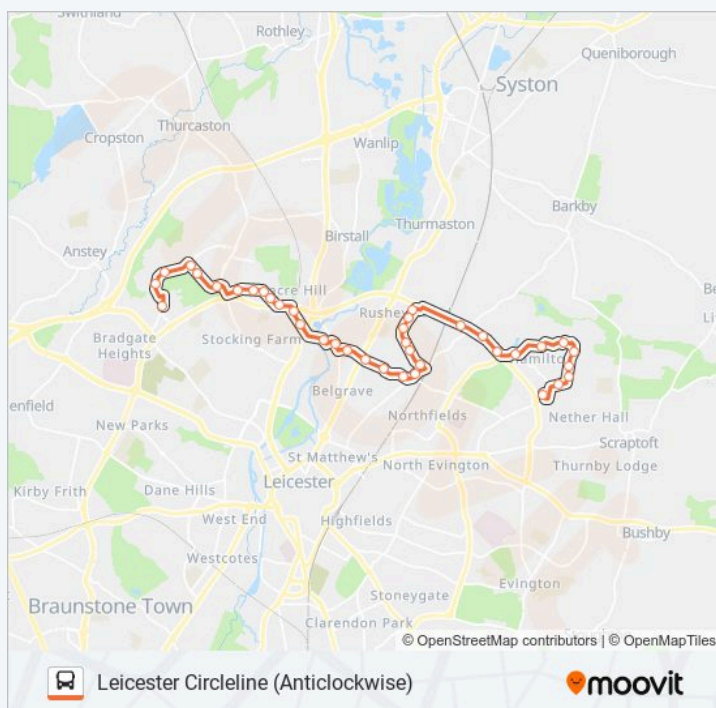 Swithland
Rothley
Queniborough
Syston
Cropston
Thurcaston
Wanlip
Barkby
Thurmaston
Birstall
Anstey
Rushey
Bradgate
Heights
Stocking Farm
Hamilton
Belgrave
Northfields
Nether Hall
New Parks
Scraptoft
St Matthew's
North Evington
Thurnby Lodge
Leicester
Kirby Frith
Dane Hills
West End
Highfields
Bushby
Westcotes
Evington
Stoneygate
Braunstone Town
Clarendon Park
© OpenStreetMap contributors | © OpenMapTiles
Leicester Circleline (Anticlockwise)
moovit